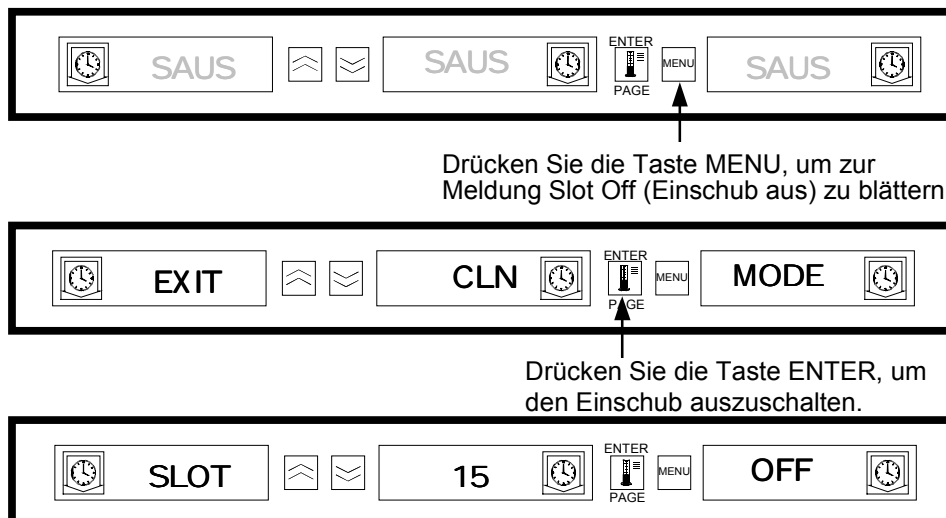 ENTER
SAUS SAUS MENU SAUS
PAGE
Drücken Sie die Taste MENU, um zur
Meldung Slot Off (Einschub aus) zu blättern
ENTER
EXIT CLN MENU MODE
PAGE
Drücken Sie die Taste ENTER, um
den Einschub auszuschalten.
ENTER
SLOT 15 MENU OFF
PAGE